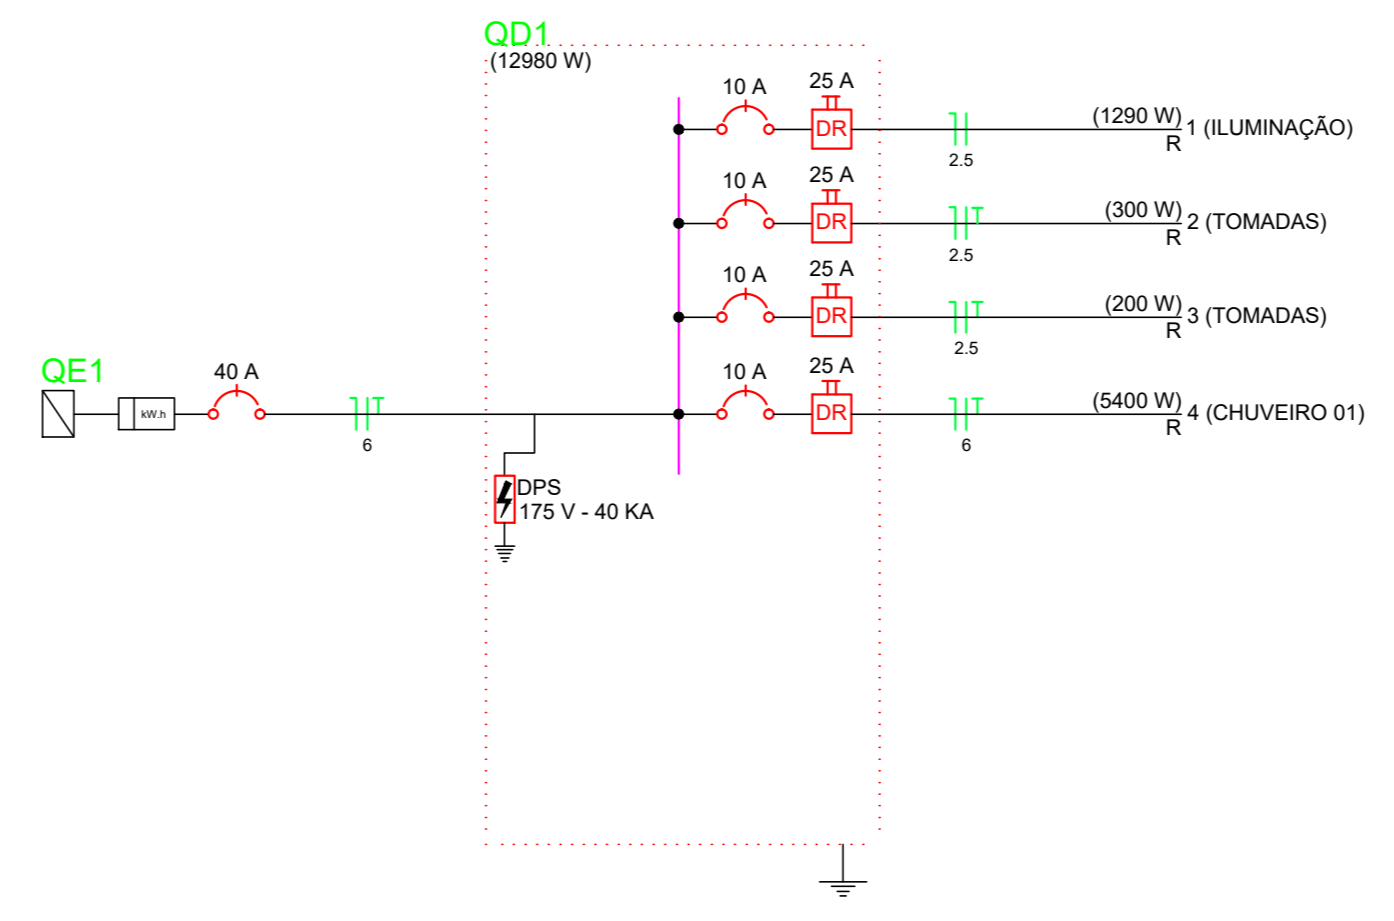 QD1
(12980 W)
10 A
25 A
DR
(1290 W)
1 (ILUMINAÇÃO)
R
2.5
10 A
25 A
DR
(300 W)
2 (TOMADAS)
R
T
2.5
10 A
25 A
DR
(200 W)
3 (TOMADAS)
R
T
2.5
QE1
kW.h
40 A
T
6
10 A
25 A
DR
(5400 W)
4 (CHUVEIRO 01)
R
T
6
DPS
175 V - 40 KA